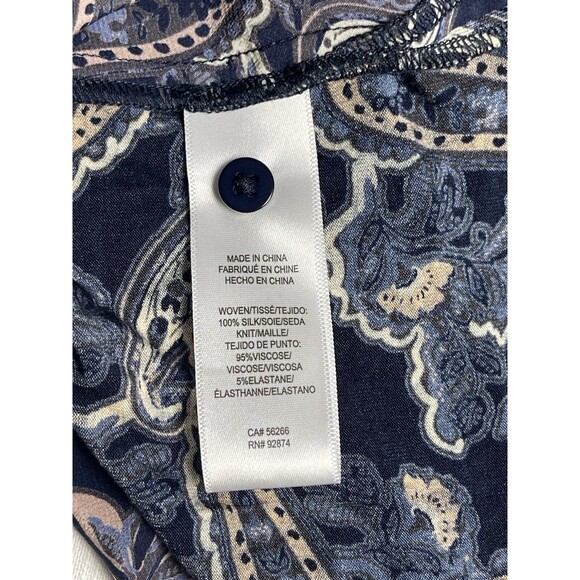 MADE IN CHINA
FABRIQUÉ EN CHINE
HECHO EN CHINA
WOVEN/TISSÉ/TEJIDO:
100% SILK/SOIE/SEDA
KNIT/MAILLE/
TEJIDO DE PUNTO:
95%VISCOSE/
VISCOSE/VISCOSA
5%ELASTANE/
ÉLASTHANNE/ELASTANO
CA# 56266
RN# 92874